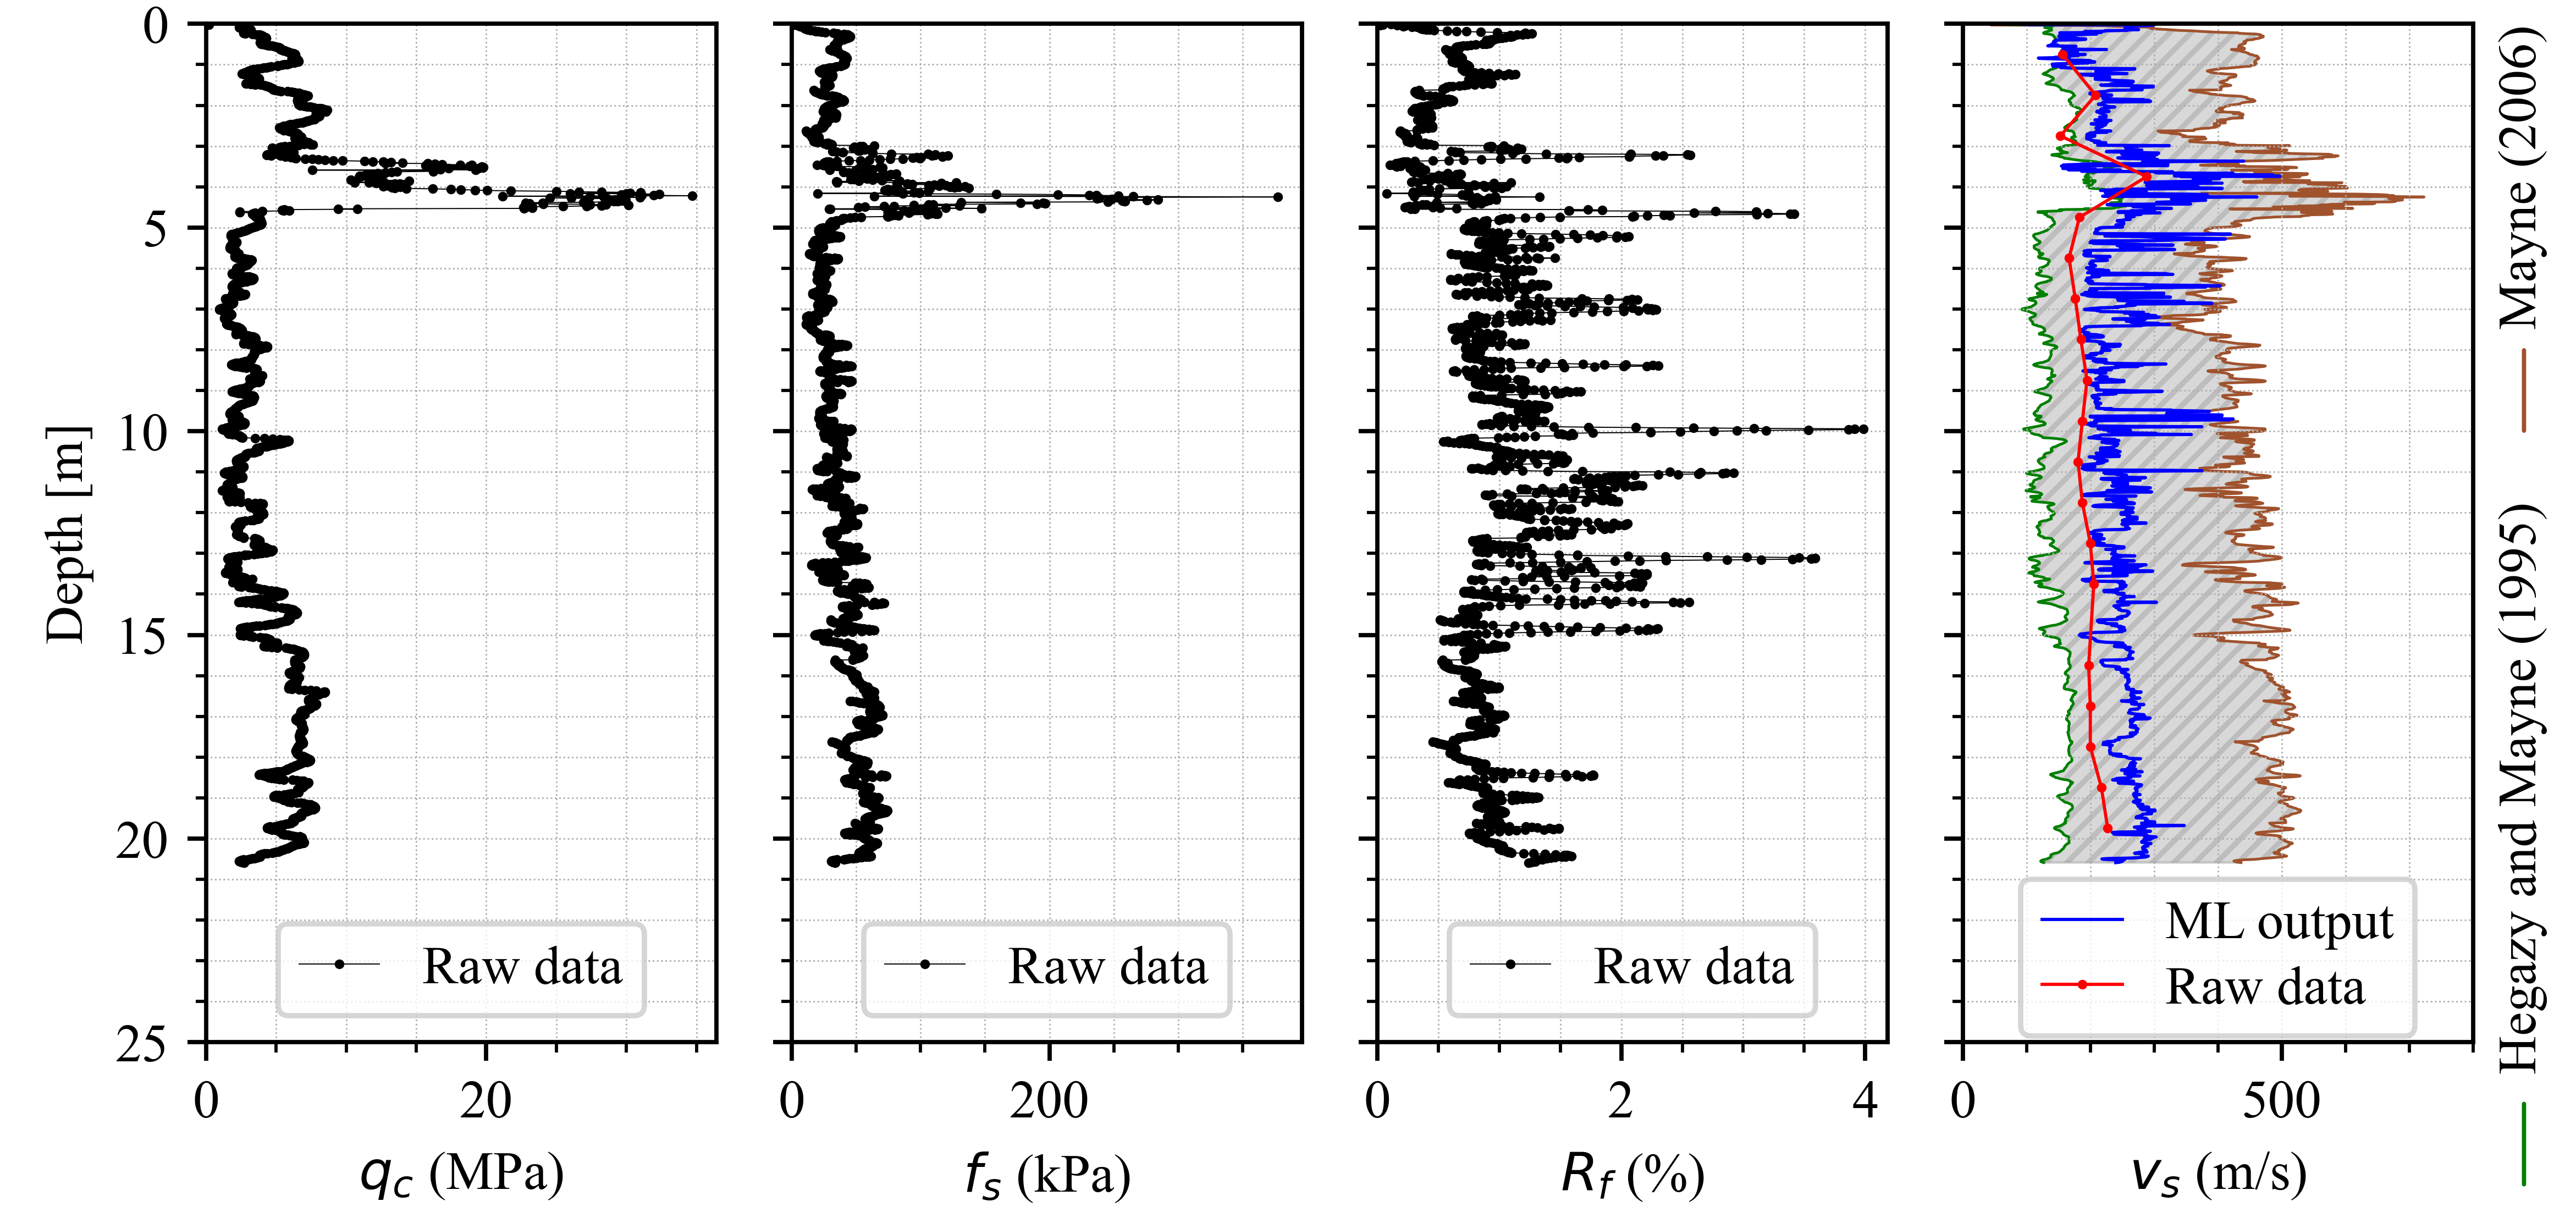 0
5
10
15
20
25
Depth [m]
0 20
q_c (MPa)
Raw data
0 200
f_s (kPa)
Raw data
0 2 4
R_f (%)
Raw data
0 500
v_s (m/s)
ML output
Raw data
Hegazy and Mayne (1995)
Mayne (2006)